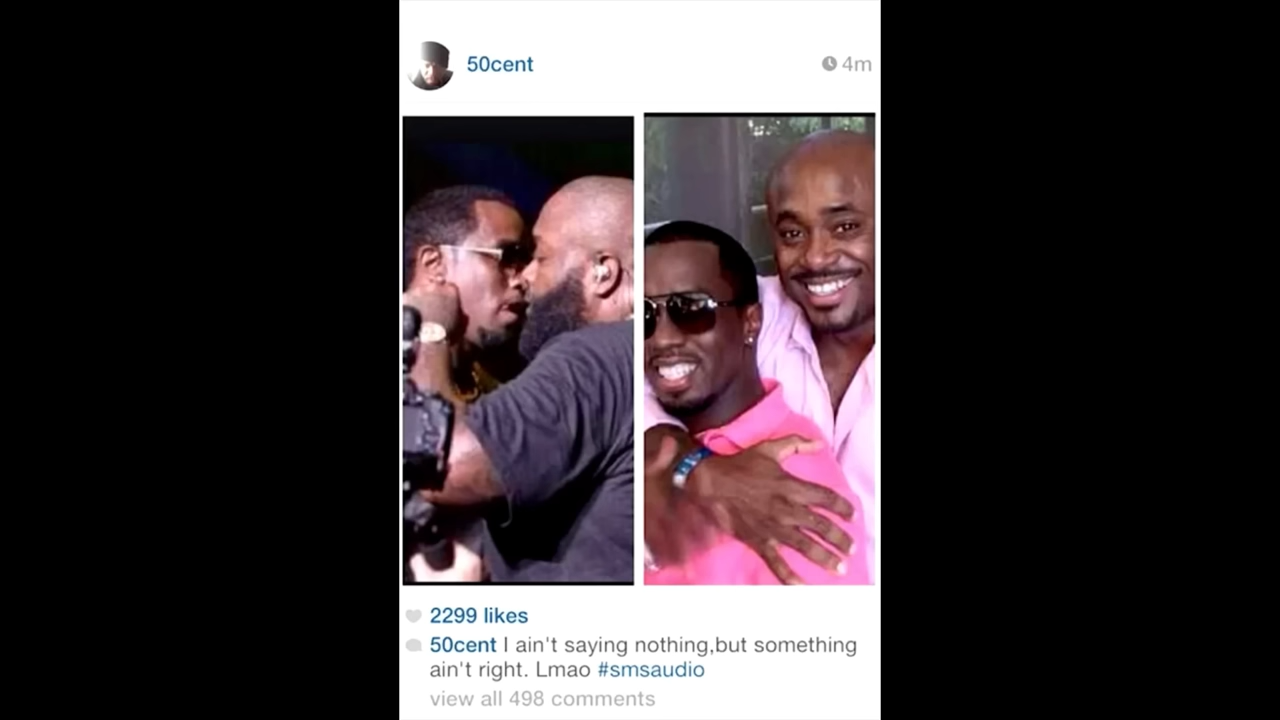 50cent
4m
2299 likes
50cent I ain't saying nothing,but something
ain't right. Lmao #smsaudio
view all 498 comments